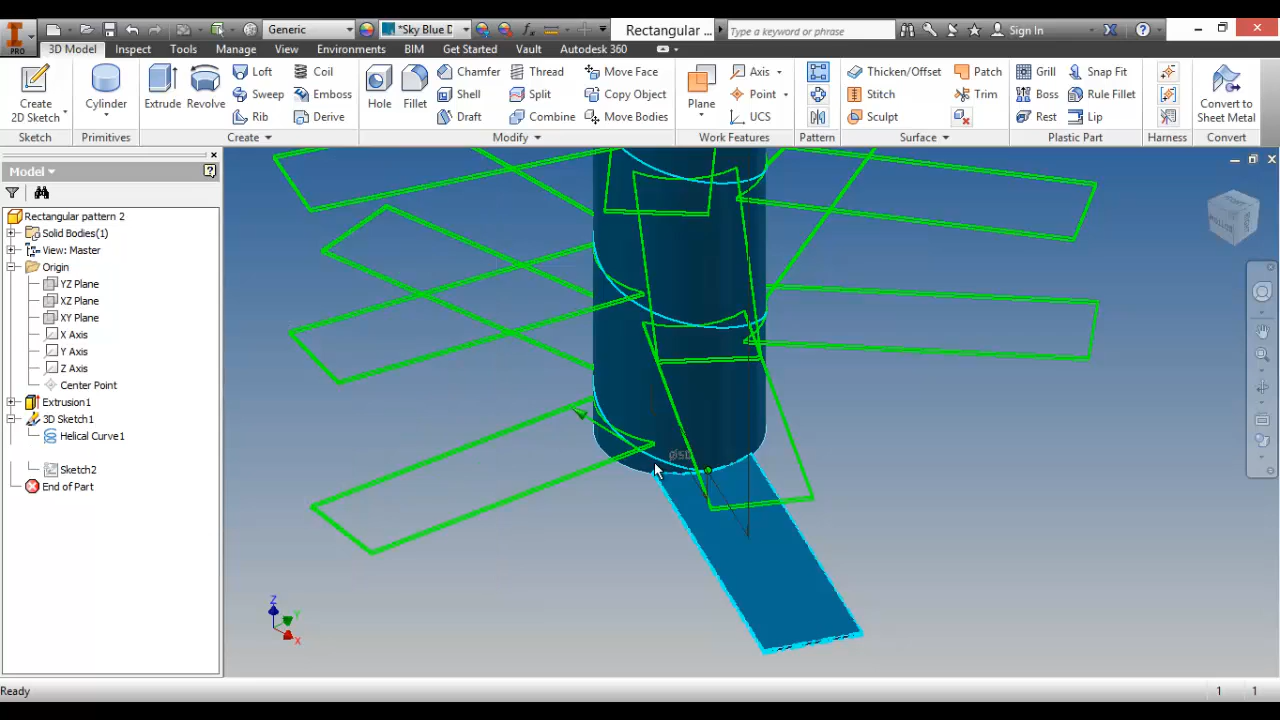 PRO
Generic
*Sky Blue D
Rectangular ...
Type a keyword or phrase
Sign In
3D Model
Inspect
Tools
Manage
View
Environments
BIM
Get Started
Vault
Autodesk 360
Create
2D Sketch
Sketch
Cylinder
Primitives
Extrude
Revolve
Loft
Sweep
Rib
Coil
Emboss
Derive
Create
Hole
Fillet
Chamfer
Shell
Draft
Thread
Split
Combine
Move Face
Copy Object
Move Bodies
Modify
Plane
Axis
Point
UCS
Work Features
Pattern
Thicken/Offset
Stitch
Sculpt
Patch
Trim
Surface
Grill
Boss
Rest
Snap Fit
Rule Fillet
Lip
Plastic Part
Harness
Convert to
Sheet Metal
Convert
Model
Rectangular pattern 2
Solid Bodies(1)
View: Master
Origin
YZ Plane
XZ Plane
XY Plane
X Axis
Y Axis
Z Axis
Center Point
Extrusion1
3D Sketch1
Helical Curve1
Sketch2
End of Part
Z
Y
X
Ready
1
1